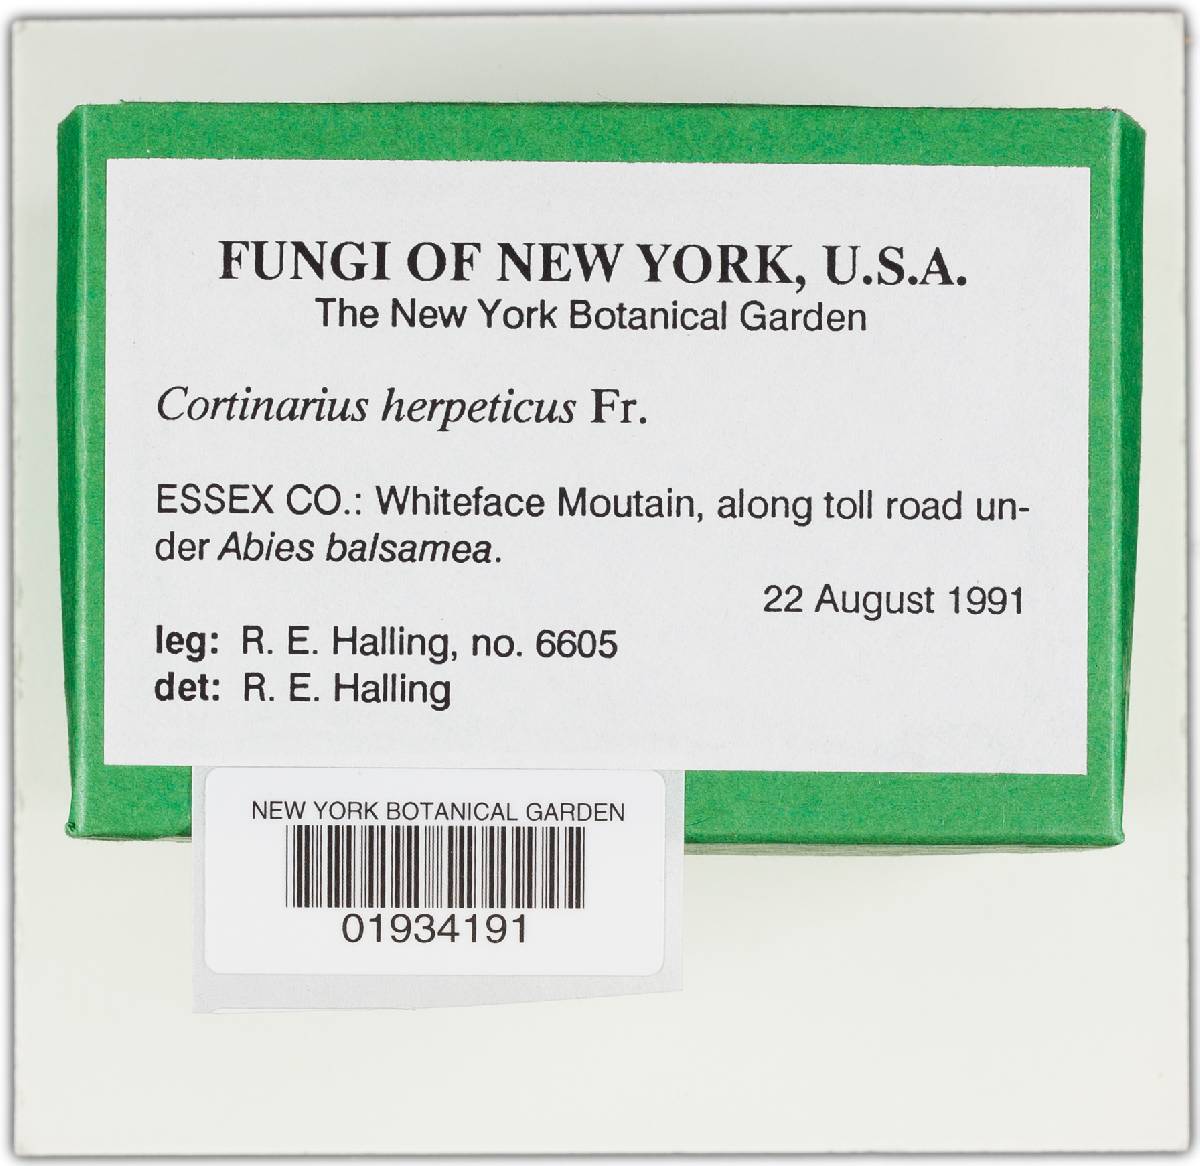 FUNGI OF NEW YORK, U.S.A.
The New York Botanical Garden
Cortinarius herpeticus Fr.
ESSEX CO.: Whiteface Moutain, along toll road un-
der Abies balsamea.
22 August 1991
leg: R. E. Halling, no. 6605
det: R. E. Halling
NEW YORK BOTANICAL GARDEN
01934191